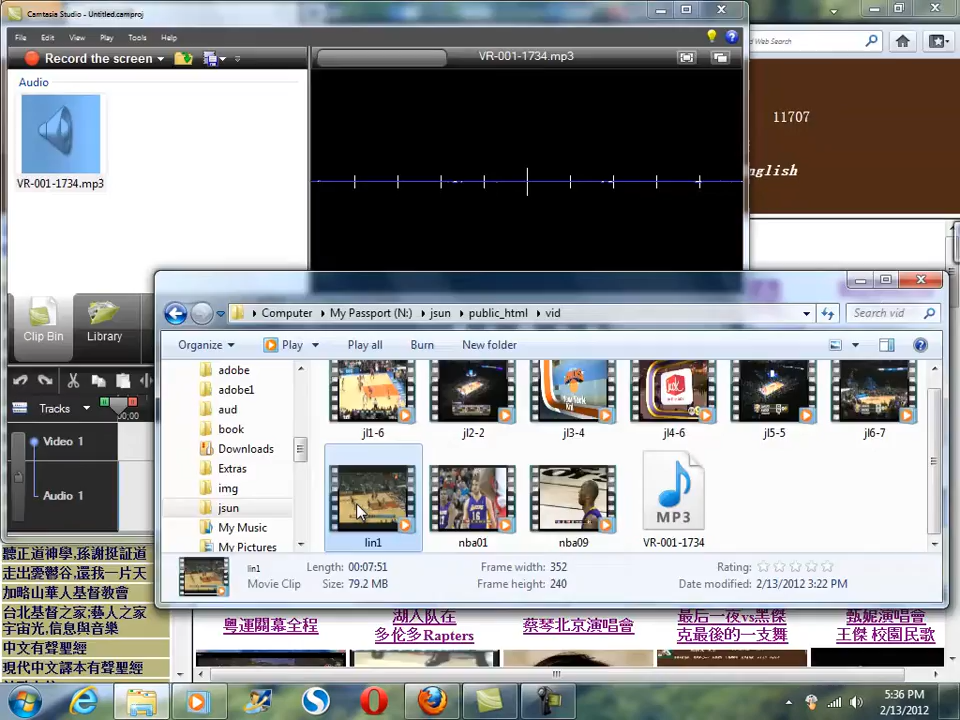 Camtasia Studio - Untitled.camproj
File Edit View Play Tools Help
Web Search
Record the screen
VR-001-1734.mp3
Audio
VR-001-1734.mp3
11707
nglish
Clip Bin
Library
Tracks
00;00
Video 1
Audio 1
Computer My Passport (N:) jsun public_html vid
Search vid
Organize Play Play all Burn New folder
adobe
adobe1
aud
book
Downloads
Extras
img
jsun
My Music
My Pictures
jl1-6 jl2-2 jl3-4 jl4-6 jl5-5 jl6-7
lin1 nba01 nba09 VR-001-1734
MP3
lin1 Length: 00:07:51 Frame width: 352 Rating:
Movie Clip Size: 79.2 MB Frame height: 240 Date modified: 2/13/2012 3:22 PM
聽正道神學,孫謝挺証道
走出憂鬱谷,還我一片天
加略山華人基督教會
台北基督之家;藝人之家
宇宙光,信息與音樂
中文有聲聖經
現代中文譯本有聲聖經
粵運開幕全程
湖人队在
多伦多Rapters
蔡琴北京演唱會
最后一夜vs黑傑
克最後的一支舞
甄妮演唱會
王傑 校園民歌
5:36 PM
2/13/2012